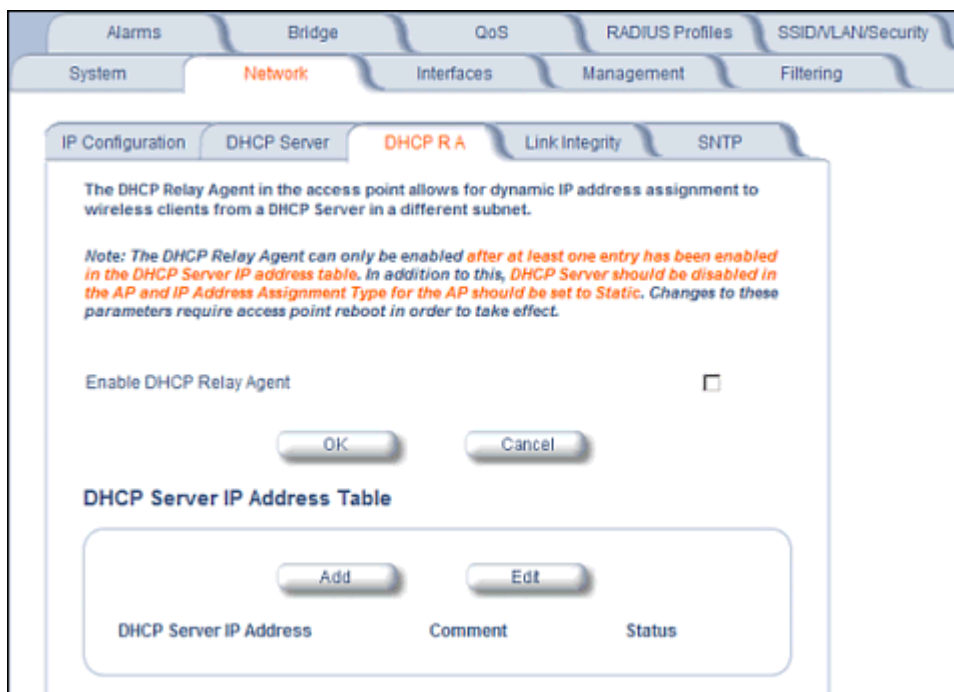 Alarms Bridge QoS RADIUS Profiles SSID/VLAN/Security
System Network Interfaces Management Filtering
IP Configuration DHCP Server DHCP R A Link Integrity SNTP
The DHCP Relay Agent in the access point allows for dynamic IP address assignment to
wireless clients from a DHCP Server in a different subnet.
Note: The DHCP Relay Agent can only be enabled after at least one entry has been enabled
in the DHCP Server IP address table. In addition to this, DHCP Server should be disabled in
the AP and IP Address Assignment Type for the AP should be set to Static. Changes to these
parameters require access point reboot in order to take effect.
Enable DHCP Relay Agent
OK Cancel
DHCP Server IP Address Table
Add Edit
DHCP Server IP Address Comment Status